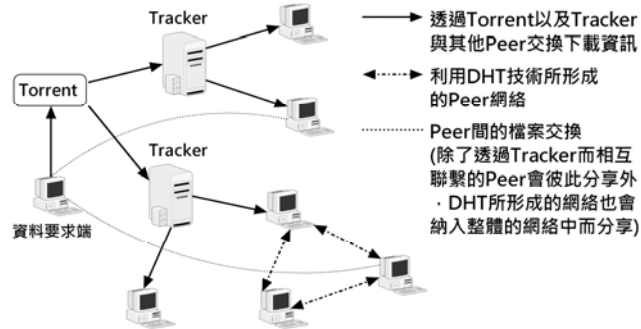 Tracker
Torrent
Tracker
資料要求端
透過Torrent以及Tracker
與其他Peer交換下載資訊
利用DHT技術所形成
的Peer網絡
Peer間的檔案交換
(除了透過Tracker而相互
聯繫的Peer會彼此分享外
，DHT所形成的網絡也會
納入整體的網絡中而分享)